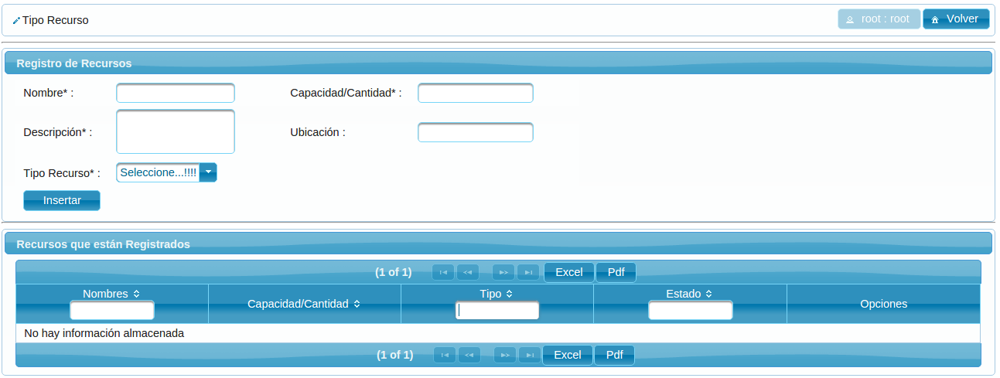 Tipo Recurso
root : root
Volver
Registro de Recursos
Nombre* :
Capacidad/Cantidad* :
Descripción* :
Ubicación :
Tipo Recurso* :
Seleccione...!!!!
Insertar
Recursos que están Registrados
(1 of 1)
Excel
Pdf
Nombres
Capacidad/Cantidad
Tipo
Estado
Opciones
No hay información almacenada
(1 of 1)
Excel
Pdf